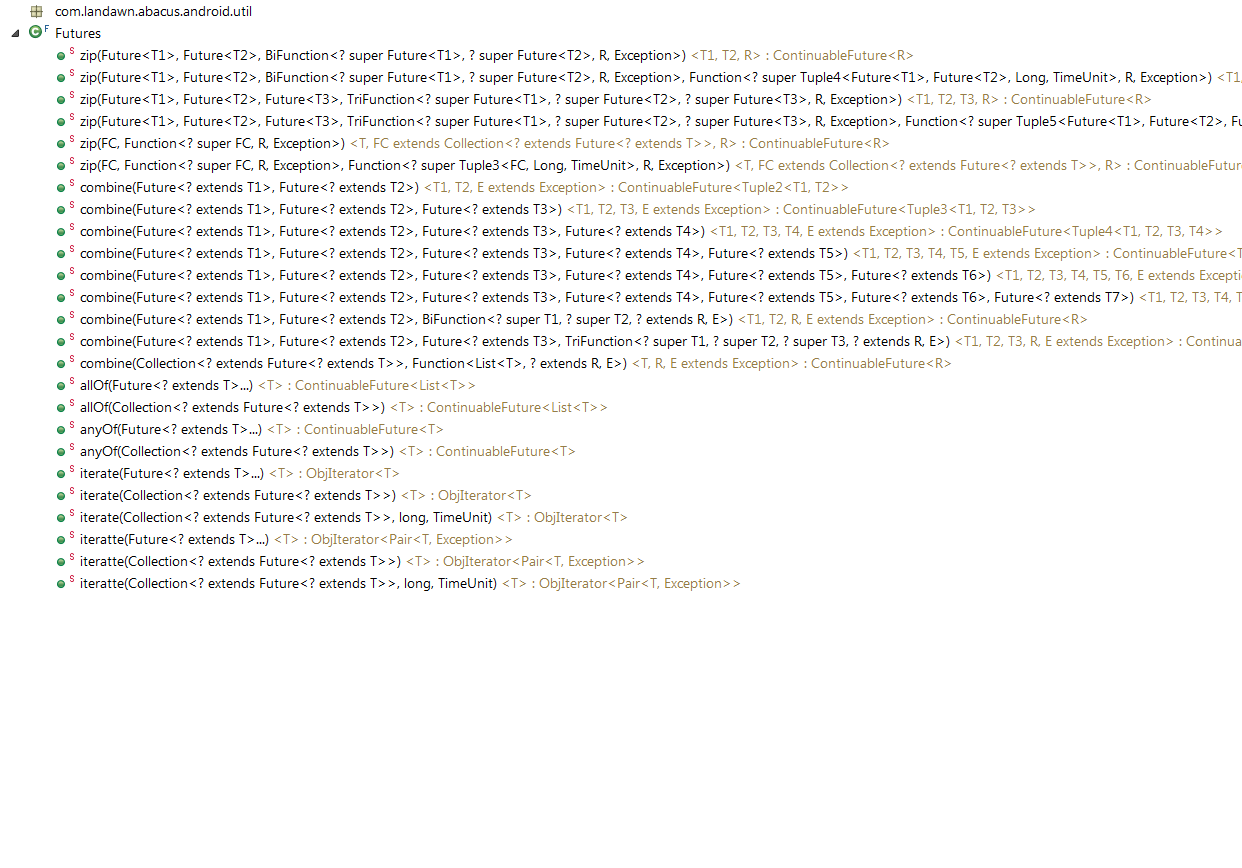 com.landawn.abacus.android.util
C F Futures
S zip(Future<T1>, Future<T2>, BiFunction<? super Future<T1>, ? super Future<T2>, R, Exception>) <T1, T2, R> : ContinuableFuture<R>
S zip(Future<T1>, Future<T2>, BiFunction<? super Future<T1>, ? super Future<T2>, R, Exception>, Function<? super Tuple4<Future<T1>, Future<T2>, Long, TimeUnit>, R, Exception>) <T1,
S zip(Future<T1>, Future<T2>, Future<T3>, TriFunction<? super Future<T1>, ? super Future<T2>, ? super Future<T3>, R, Exception>) <T1, T2, T3, R> : ContinuableFuture<R>
S zip(Future<T1>, Future<T2>, Future<T3>, TriFunction<? super Future<T1>, ? super Future<T2>, ? super Future<T3>, R, Exception>, Function<? super Tuple5<Future<T1>, Future<T2>, Fu
S zip(FC, Function<? super FC, R, Exception>) <T, FC extends Collection<? extends Future<? extends T>>, R> : ContinuableFuture<R>
S zip(FC, Function<? super FC, R, Exception>, Function<? super Tuple3<FC, Long, TimeUnit>, R, Exception>) <T, FC extends Collection<? extends Future<? extends T>>, R> : ContinuableFuture
S combine(Future<? extends T1>, Future<? extends T2>) <T1, T2, E extends Exception> : ContinuableFuture<Tuple2<T1, T2>>
S combine(Future<? extends T1>, Future<? extends T2>, Future<? extends T3>) <T1, T2, T3, E extends Exception> : ContinuableFuture<Tuple3<T1, T2, T3>>
S combine(Future<? extends T1>, Future<? extends T2>, Future<? extends T3>, Future<? extends T4>) <T1, T2, T3, T4, E extends Exception> : ContinuableFuture<Tuple4<T1, T2, T3, T4>>
S combine(Future<? extends T1>, Future<? extends T2>, Future<? extends T3>, Future<? extends T4>, Future<? extends T5>) <T1, T2, T3, T4, T5, E extends Exception> : ContinuableFuture<T
S combine(Future<? extends T1>, Future<? extends T2>, Future<? extends T3>, Future<? extends T4>, Future<? extends T5>, Future<? extends T6>) <T1, T2, T3, T4, T5, T6, E extends Excepti
S combine(Future<? extends T1>, Future<? extends T2>, Future<? extends T3>, Future<? extends T4>, Future<? extends T5>, Future<? extends T6>, Future<? extends T7>) <T1, T2, T3, T4, T
S combine(Future<? extends T1>, Future<? extends T2>, BiFunction<? super T1, ? super T2, ? extends R, E>) <T1, T2, R, E extends Exception> : ContinuableFuture<R>
S combine(Future<? extends T1>, Future<? extends T2>, Future<? extends T3>, TriFunction<? super T1, ? super T2, ? super T3, ? extends R, E>) <T1, T2, T3, R, E extends Exception> : Continua
S combine(Collection<? extends Future<? extends T>>, Function<List<T>, ? extends R, E>) <T, R, E extends Exception> : ContinuableFuture<R>
S allOf(Future<? extends T>...) <T> : ContinuableFuture<List<T>>
S allOf(Collection<? extends Future<? extends T>>) <T> : ContinuableFuture<List<T>>
S anyOf(Future<? extends T>...) <T> : ContinuableFuture<T>
S anyOf(Collection<? extends Future<? extends T>>) <T> : ContinuableFuture<T>
S iterate(Future<? extends T>...) <T> : ObjIterator<T>
S iterate(Collection<? extends Future<? extends T>>) <T> : ObjIterator<T>
S iterate(Collection<? extends Future<? extends T>>, long, TimeUnit) <T> : ObjIterator<T>
S iteratte(Future<? extends T>...) <T> : ObjIterator<Pair<T, Exception>>
S iteratte(Collection<? extends Future<? extends T>>) <T> : ObjIterator<Pair<T, Exception>>
S iteratte(Collection<? extends Future<? extends T>>, long, TimeUnit) <T> : ObjIterator<Pair<T, Exception>>